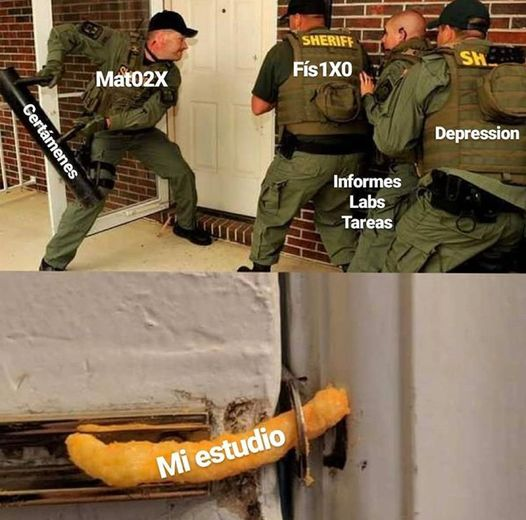 SHERIFF
SH
Mat02X
Fís1X0
Certámenes
Depression
Informes
Labs
Tareas
Mi estudio